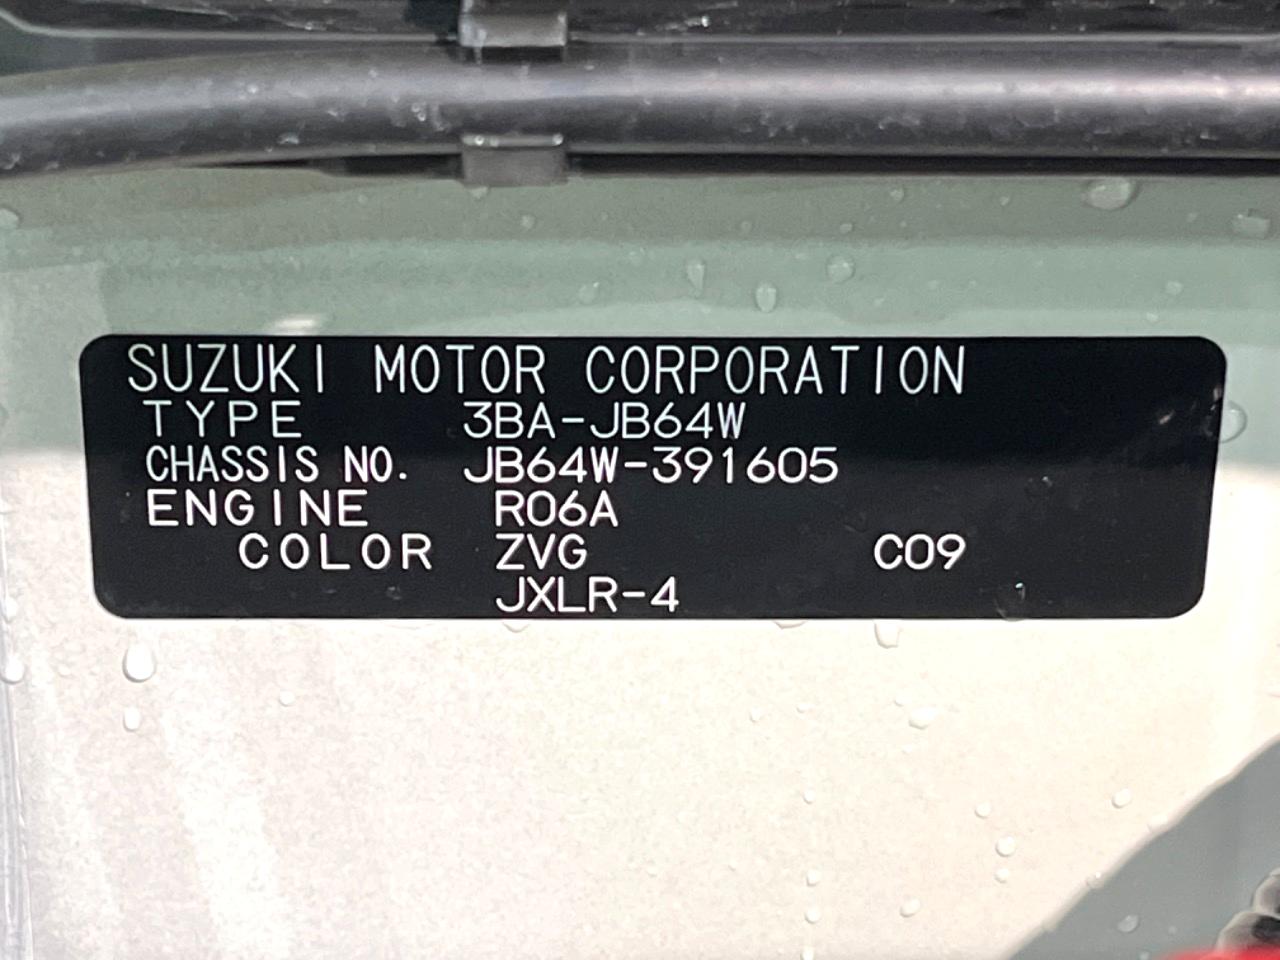 SUZUKI MOTOR CORPORATION
TYPE 3BA-JB64W
CHASSIS NO. JB64W-391605
ENGINE R06A
COLOR ZVG C09
JXLR-4